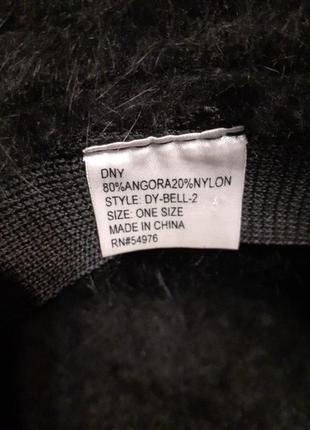 DNY
80%ANGORA20%NYLON
STYLE: DY-BELL-2
SIZE: ONE SIZE
MADE IN CHINA
RN#54976